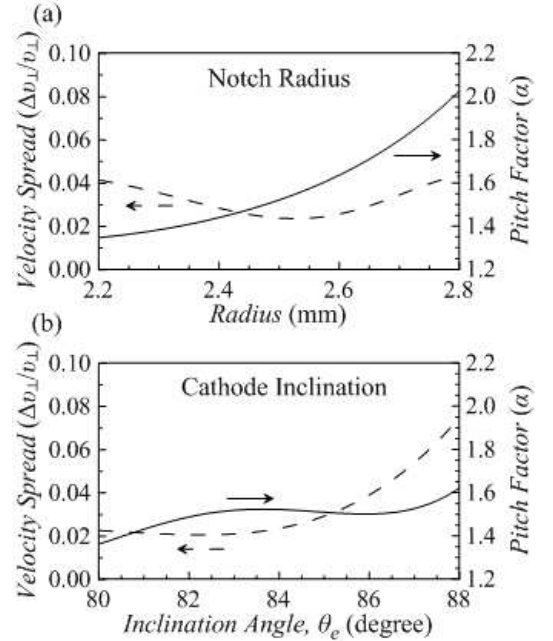 (a)
Notch Radius
Velocity Spread (Δv⊥/v⊥)
0.10
0.08
0.06
0.04
0.02
0.00
Pitch Factor (α)
2.2
2.0
1.8
1.6
1.4
1.2
2.2 2.4 2.6 2.8
Radius (mm)
(b)
Cathode Inclination
Velocity Spread (Δv⊥/v⊥)
0.10
0.08
0.06
0.04
0.02
0.00
Pitch Factor (α)
2.2
2.0
1.8
1.6
1.4
1.2
80 82 84 86 88
Inclination Angle, θe (degree)